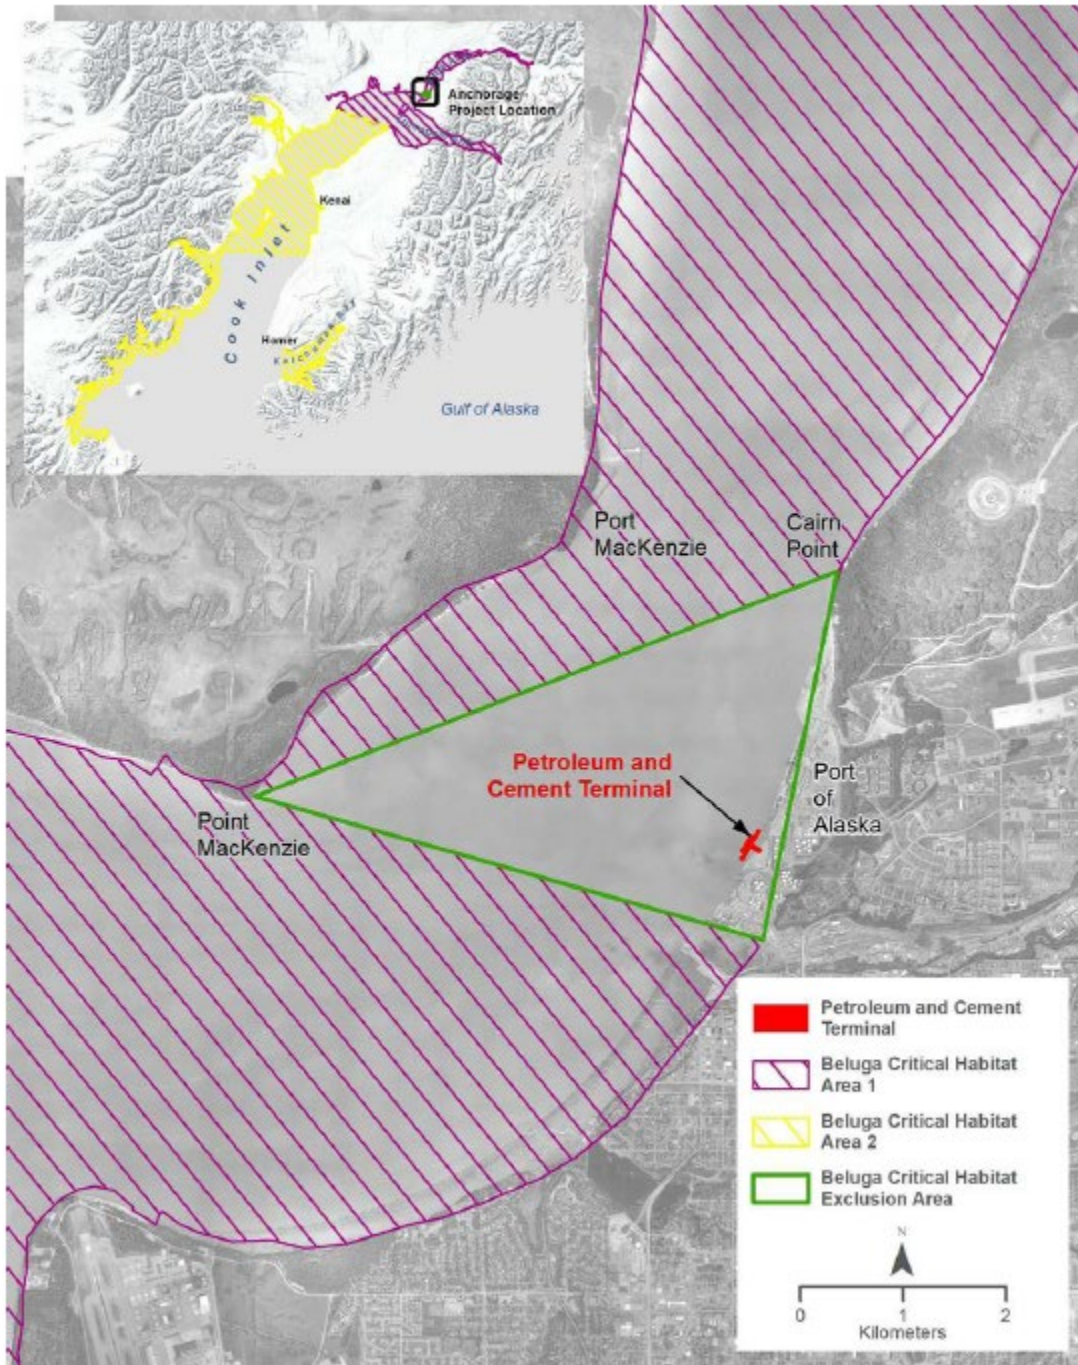 Anchorage
Project Location
Kenai
Cook Inlet
Homer
Kachemak Bay
Gulf of Alaska
Port
MacKenzie
Cairn
Point
Petroleum and
Cement Terminal
Port
of
Alaska
Point
MacKenzie
Petroleum and Cement
Terminal
Beluga Critical Habitat
Area 1
Beluga Critical Habitat
Area 2
Beluga Critical Habitat
Exclusion Area
N
0
1
2
Kilometers